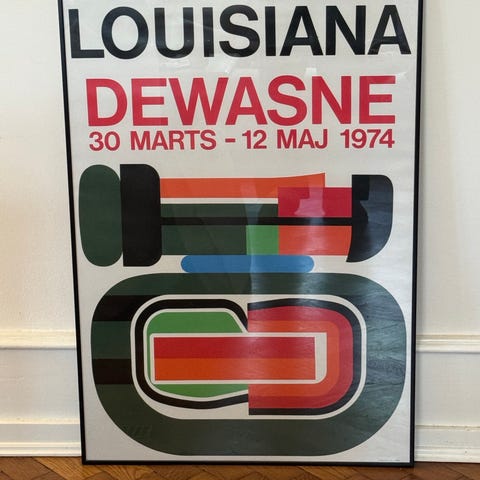 LOUISIANA
DEWASNE
30 MARTS - 12 MAJ 1974